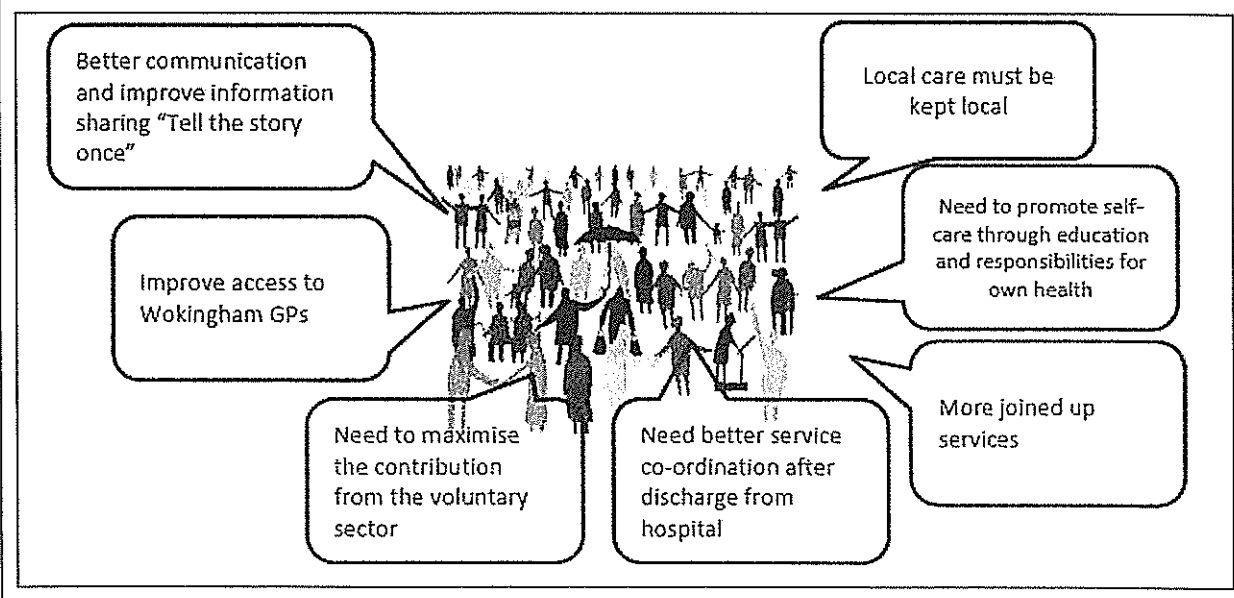 Better communication
and improve information
sharing “Tell the story
once”
Local care must be
kept local
Improve access to
Wokingham GPs
Need to promote self-
care through education
and responsibilities for
own health
Need to maximise
the contribution
from the voluntary
sector
Need better service
co-ordination after
discharge from
hospital
More joined up
services